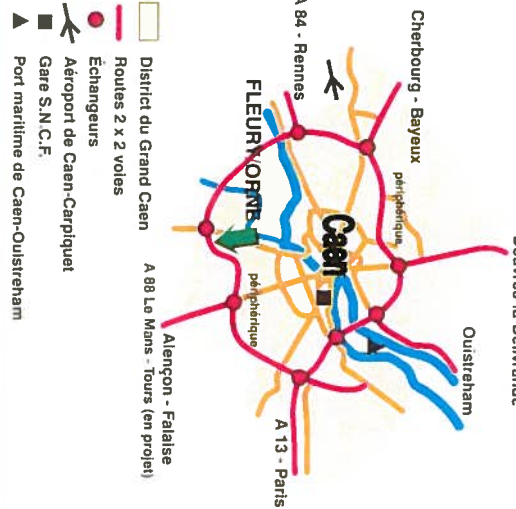 Cherbourg - Bayeux
A 84 - Rennes
périphérique
Ouistreham
FLEURY/ORNE
Caen
périphérique
A 13 - Paris
Alençon - Falaise
A 88 Le Mans - Tours (en projet)
District du Grand Caen
Routes 2 x 2 voies
Échangeurs
Aéroport de Caen-Carpiquet
Gare S.N.C.F.
Port maritime de Caen-Ouistreham